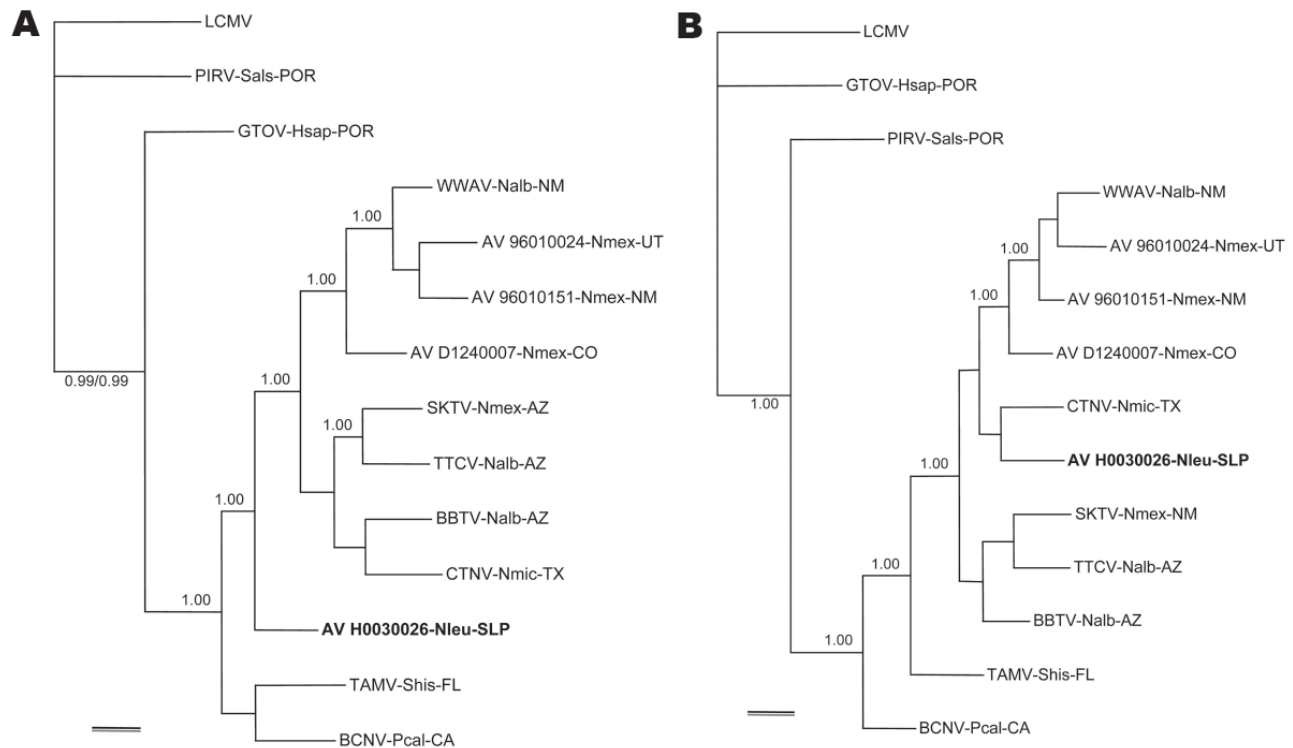 A
LCMV
PIRV-Sals-POR
GTOV-Hsap-POR
WWAV-Nalb-NM
1.00
AV 96010024-Nmex-UT
1.00
AV 96010151-Nmex-NM
AV D1240007-Nmex-CO
0.99/0.99
1.00
SKTV-Nmex-AZ
1.00
TTCV-Nalb-AZ
1.00
BBTV-Nalb-AZ
CTNV-Nmic-TX
1.00
AV H0030026-Nleu-SLP
TAMV-Shis-FL
BCNV-Pcal-CA
B
LCMV
GTOV-Hsap-POR
PIRV-Sals-POR
WWAV-Nalb-NM
1.00
AV 96010024-Nmex-UT
1.00
AV 96010151-Nmex-NM
AV D1240007-Nmex-CO
1.00
CTNV-Nmic-TX
1.00
AV H0030026-Nleu-SLP
SKTV-Nmex-NM
1.00
TTCV-Nalb-AZ
BBTV-Nalb-AZ
1.00
TAMV-Shis-FL
BCNV-Pcal-CA